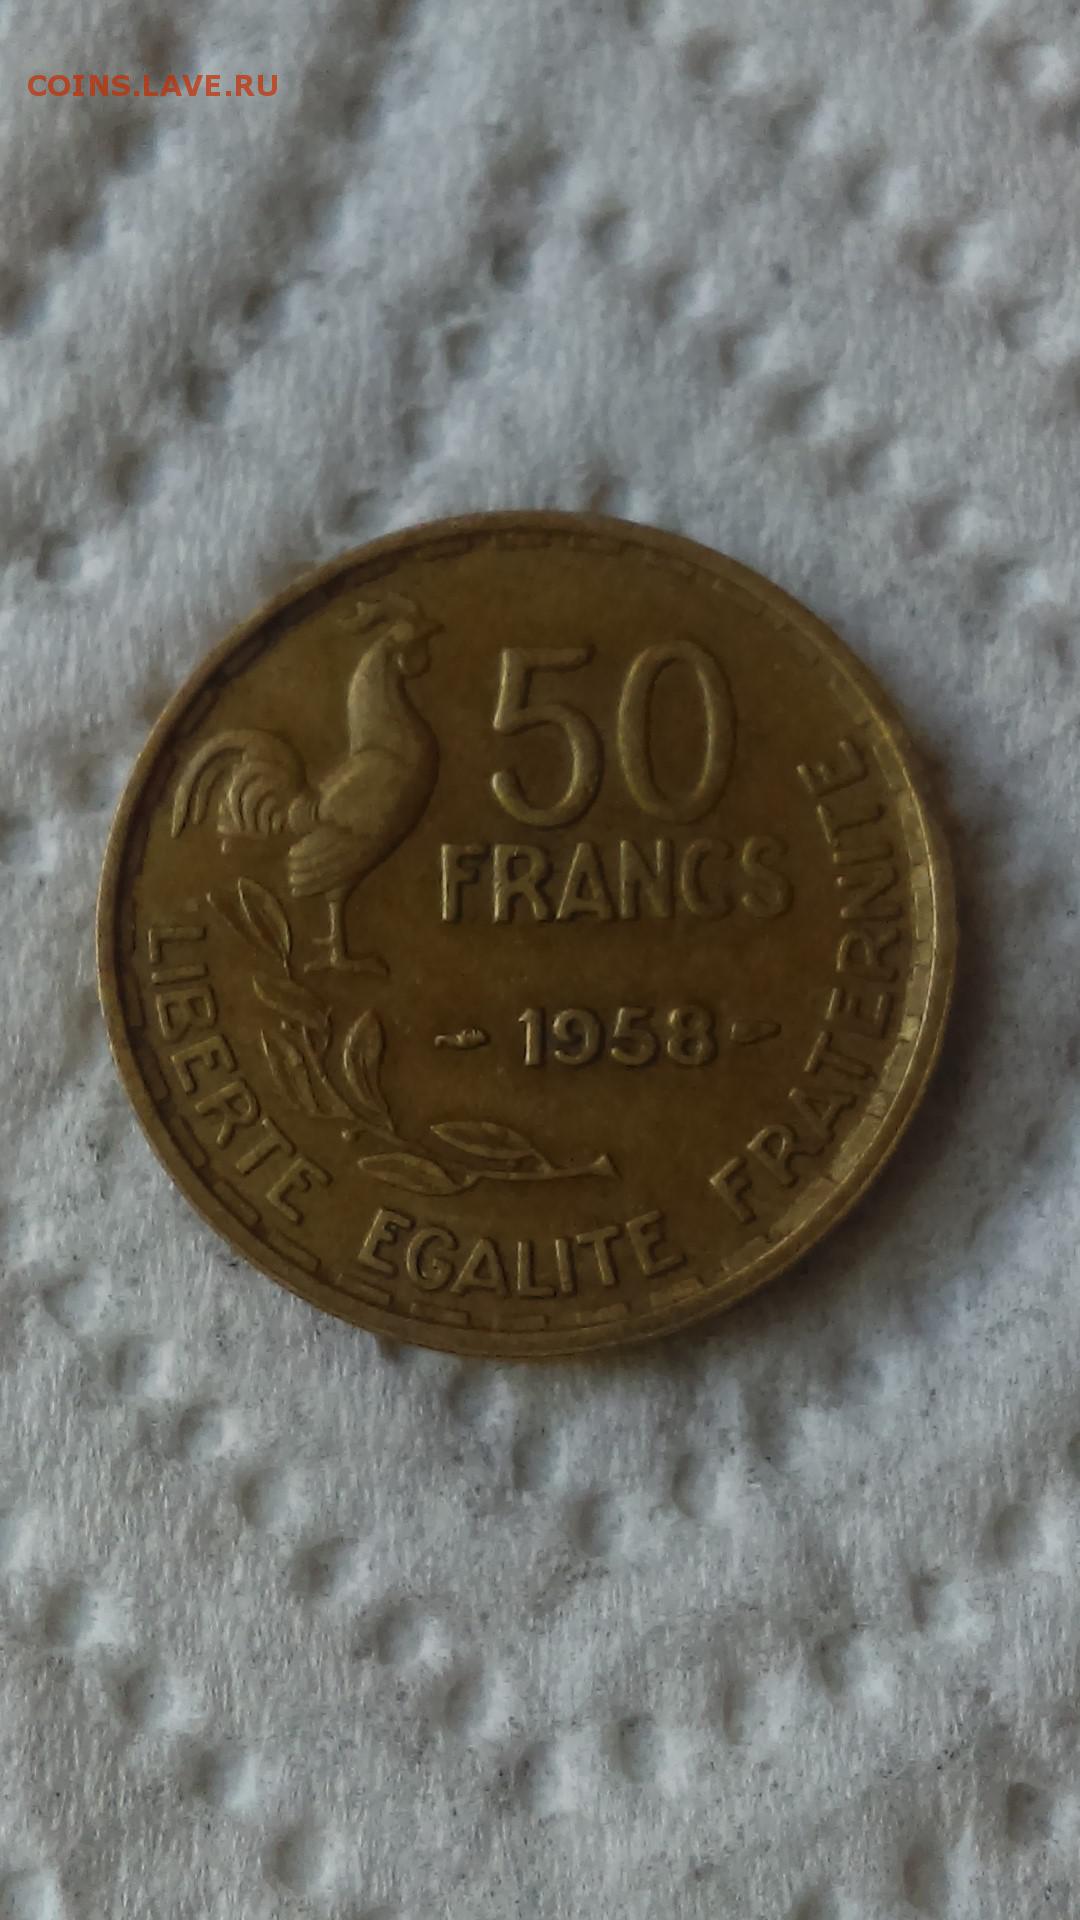 COINS.LAVE.RU
50
FRANCS
1958
LIBERTE EGALITE FRATERNITE